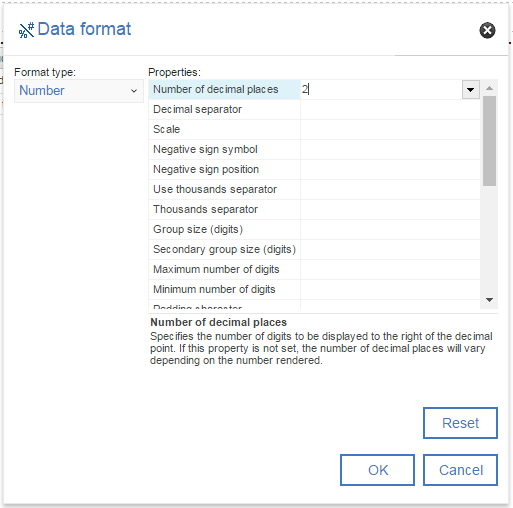 Data format
Format type:
Properties:
Number
Number of decimal places 2
Decimal separator
Scale
Negative sign symbol
Negative sign position
Use thousands separator
Thousands separator
Group size (digits)
Secondary group size (digits)
Maximum number of digits
Minimum number of digits
Padding character
Number of decimal places
Specifies the number of digits to be displayed to the right of the decimal
point. If this property is not set, the number of decimal places will vary
depending on the number rendered.
Reset
OK
Cancel